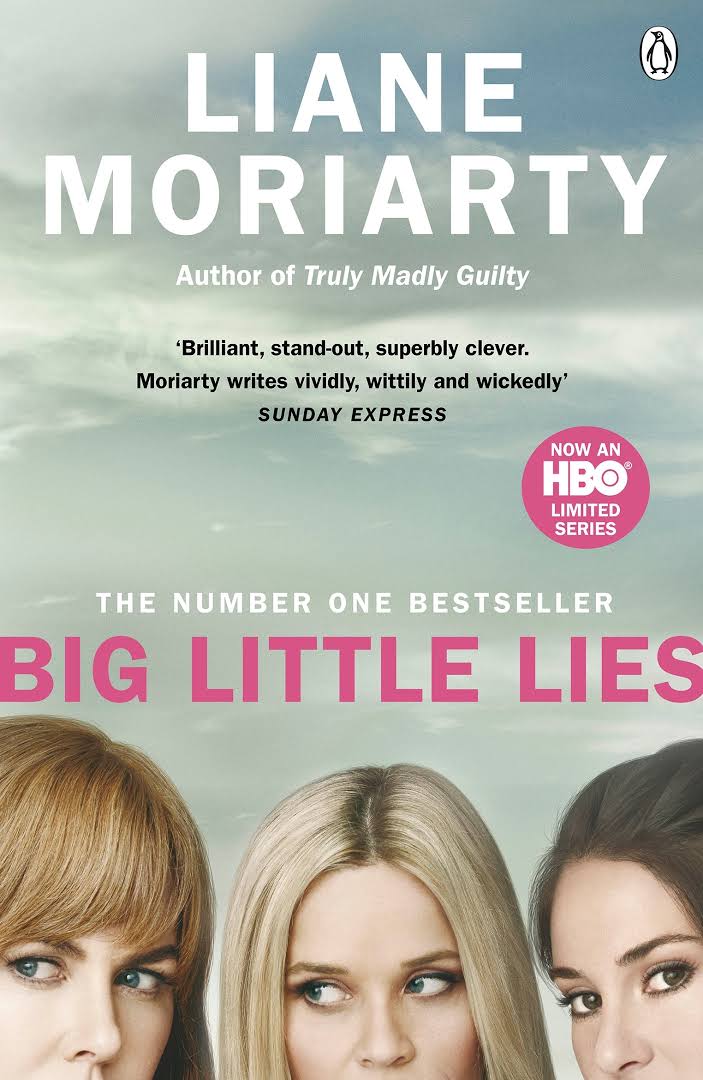 LIANE
MORIARTY
Author of Truly Madly Guilty
‘Brilliant, stand-out, superbly clever.
Moriarty writes vividly, wittily and wickedly’
SUNDAY EXPRESS
NOW AN
HBO®
LIMITED
SERIES
THE NUMBER ONE BESTSELLER
BIG LITTLE LIES